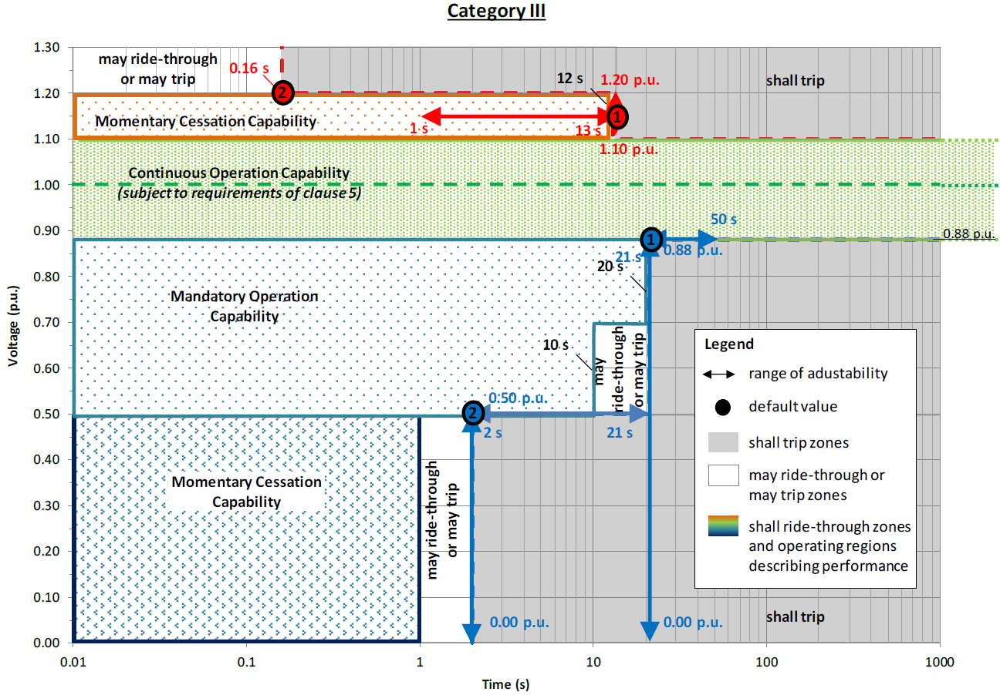 Category III
1.30
1.20
1.10
1.00
0.90
0.80
0.70
0.60
0.50
0.40
0.30
0.20
0.10
0.00
Voltage (p.u.)
may ride-through
or may trip
0.16 s
2
12 s
1.20 p.u.
shall trip
Momentary Cessation Capability
1 s
13 s
1
1.10 p.u.
Continuous Operation Capability
(subject to requirements of clause 5)
50 s
0.88 p.u.
1
0.88 p.u.
21 s
20 s
Mandatory Operation
Capability
10 s
may
ride-through
or may trip
0.50 p.u.
2
2 s
21 s
Momentary Cessation
Capability
may ride-through
or may trip
0.00 p.u.
0.00 p.u.
shall trip
Legend
range of adustability
default value
shall trip zones
may ride-through or
may trip zones
shall ride-through zones
and operating regions
describing performance
0.01
0.1
1
10
100
1000
Time (s)